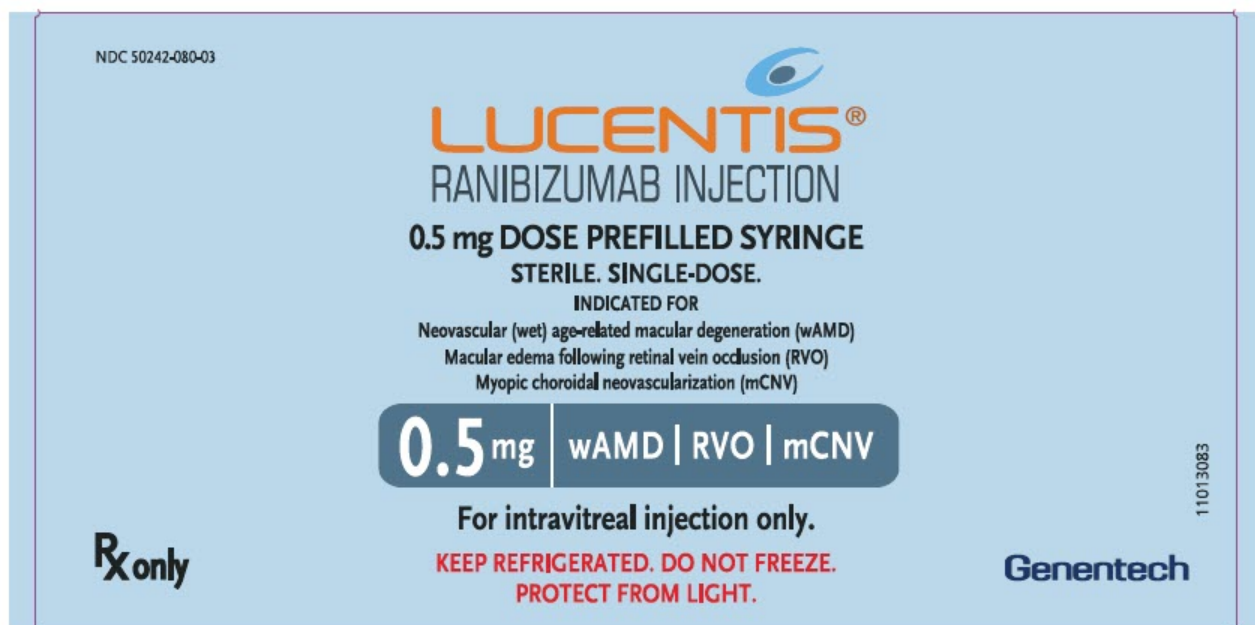 NDC 50242-080-03
LUCENTIS®
RANIBIZUMAB INJECTION
0.5 mg DOSE PREFILLED SYRINGE
STERILE. SINGLE-DOSE.
INDICATED FOR
Neovascular (wet) age-related macular degeneration (wAMD)
Macular edema following retinal vein occlusion (RVO)
Myopic choroidal neovascularization (mCNV)
0.5 mg | wAMD | RVO | mCNV
For intravitreal injection only.
KEEP REFRIGERATED. DO NOT FREEZE.
PROTECT FROM LIGHT.
Rx only
Genentech
11013083